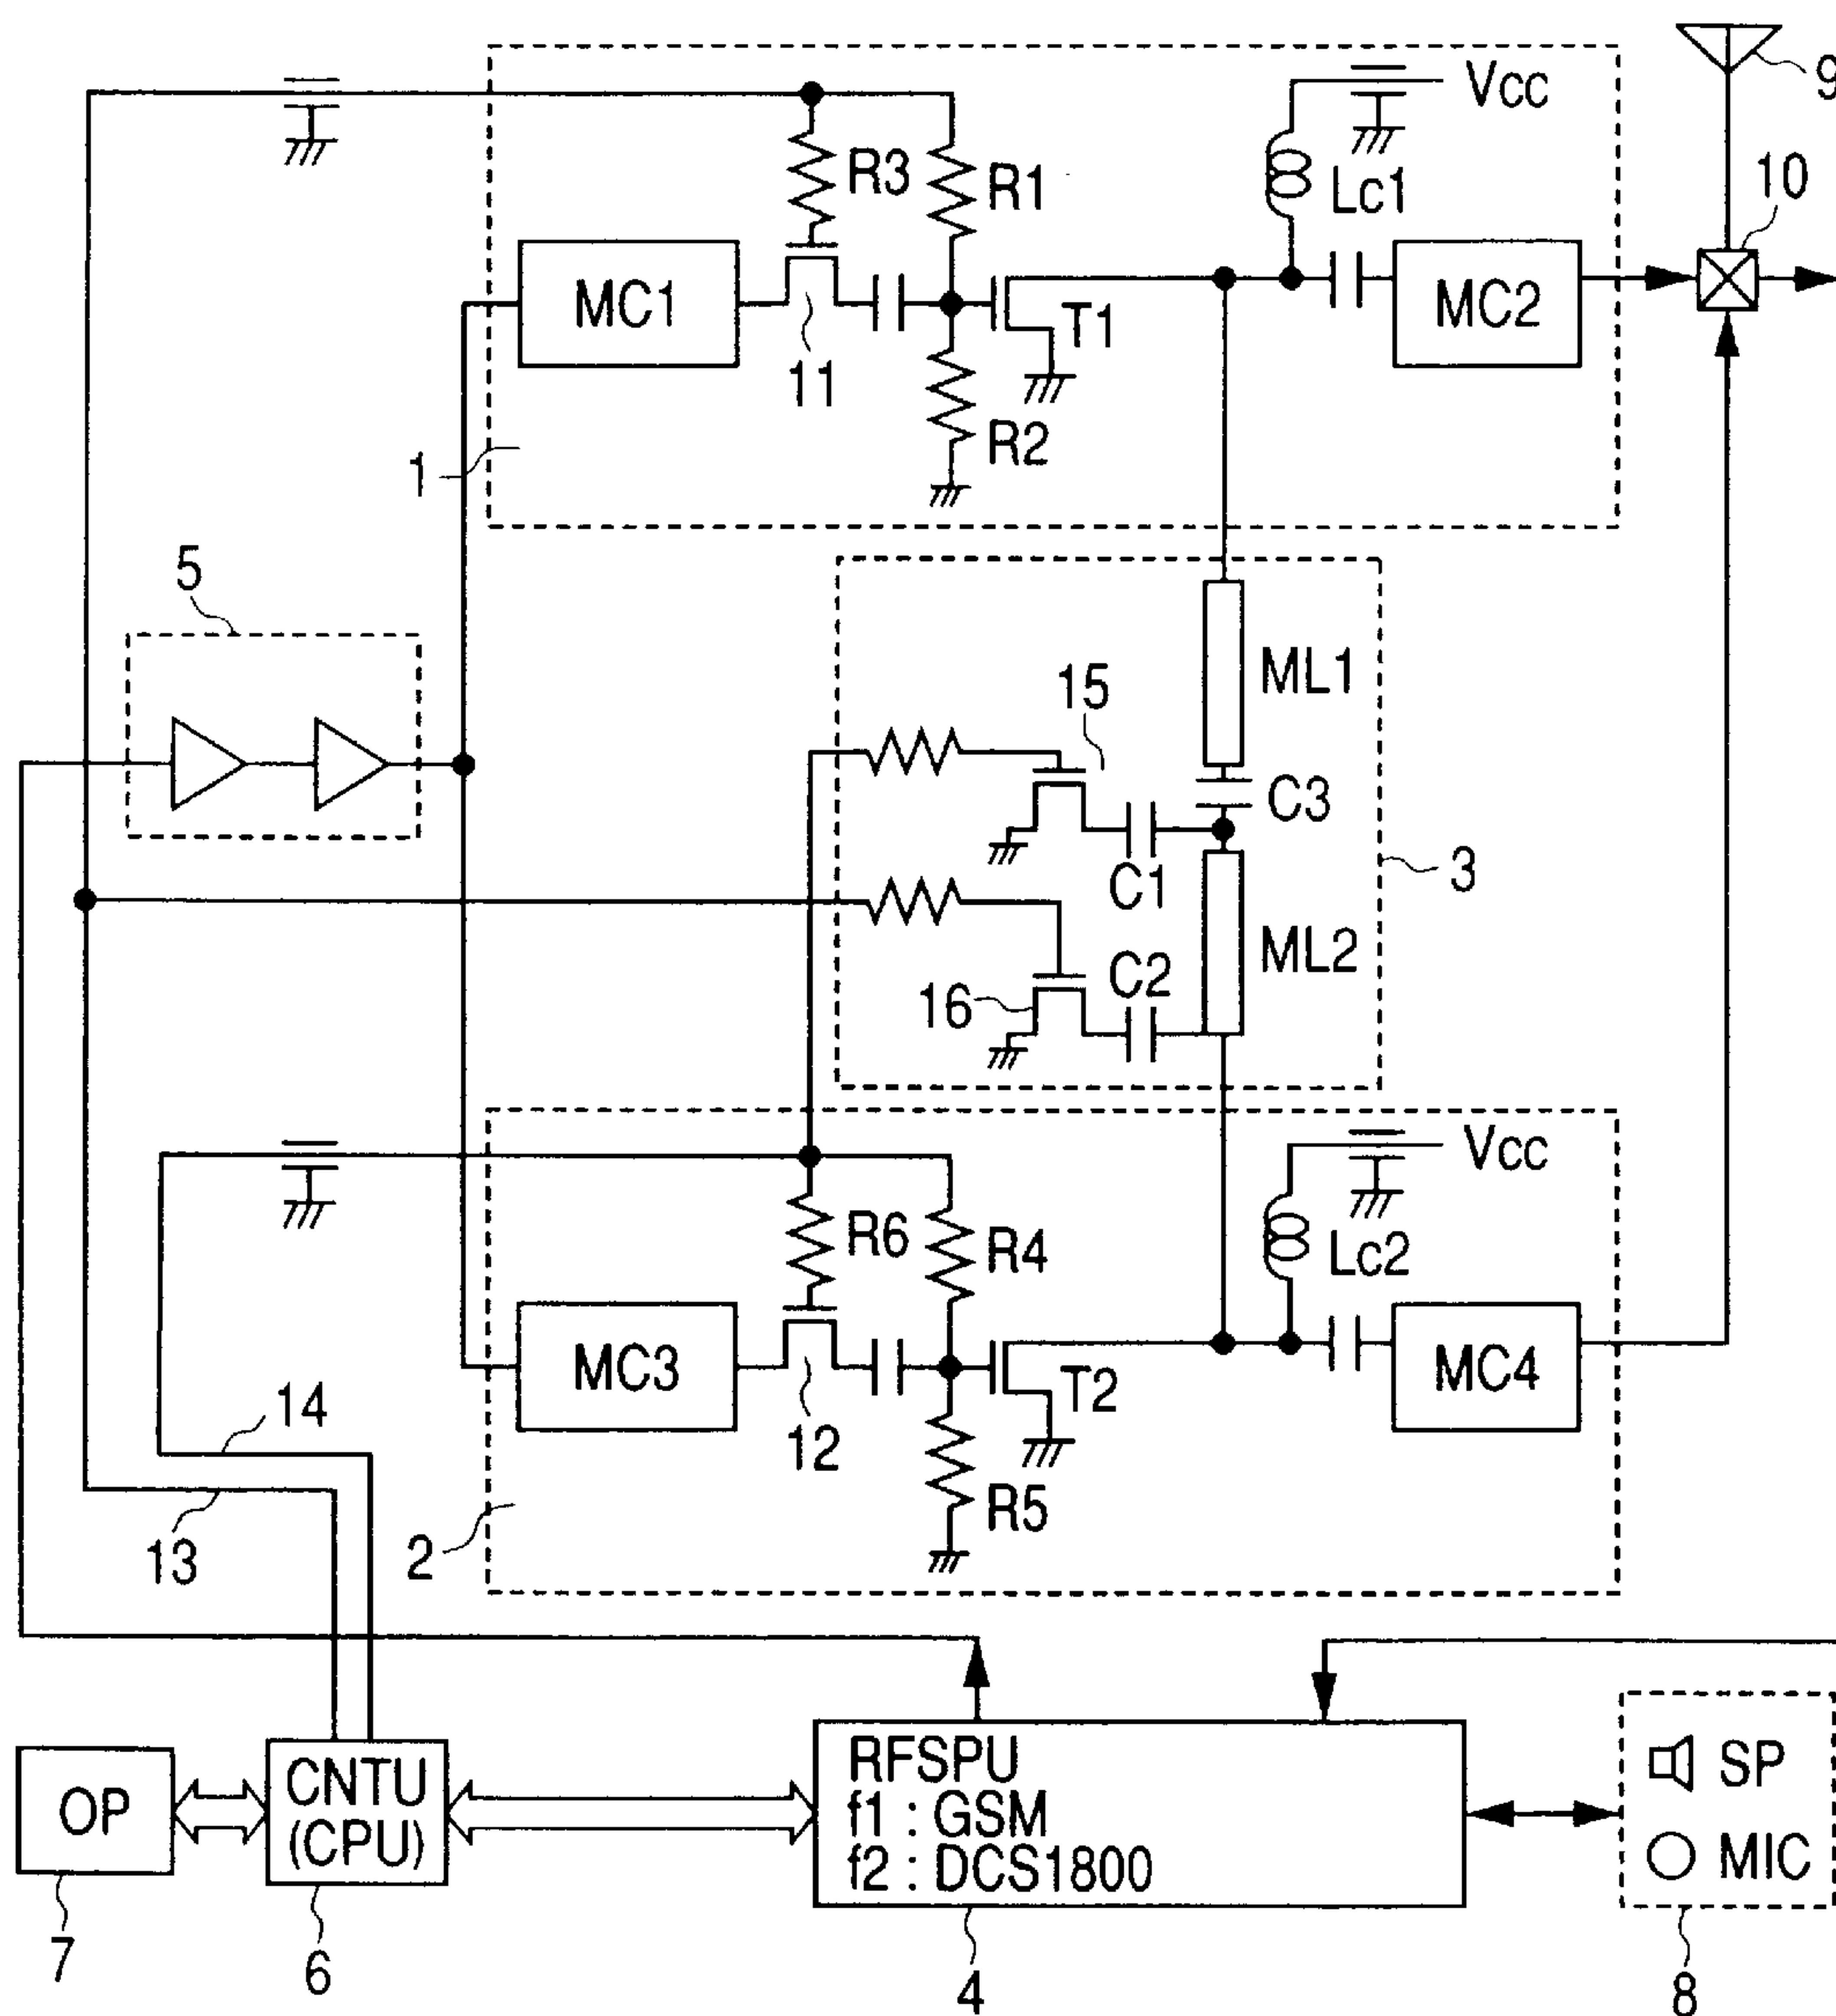 Vcc
9
R3
R1
Lc1
10
MC1
MC2
T1
11
R2
1
5
ML1
15
C3
3
C1
ML2
C2
16
Vcc
R6
R4
Lc2
MC3
MC4
T2
14
12
R5
13
2
OP
CNTU
(CPU)
RFSPU
f1 : GSM
f2 : DCS1800
SP
MIC
7
6
4
8